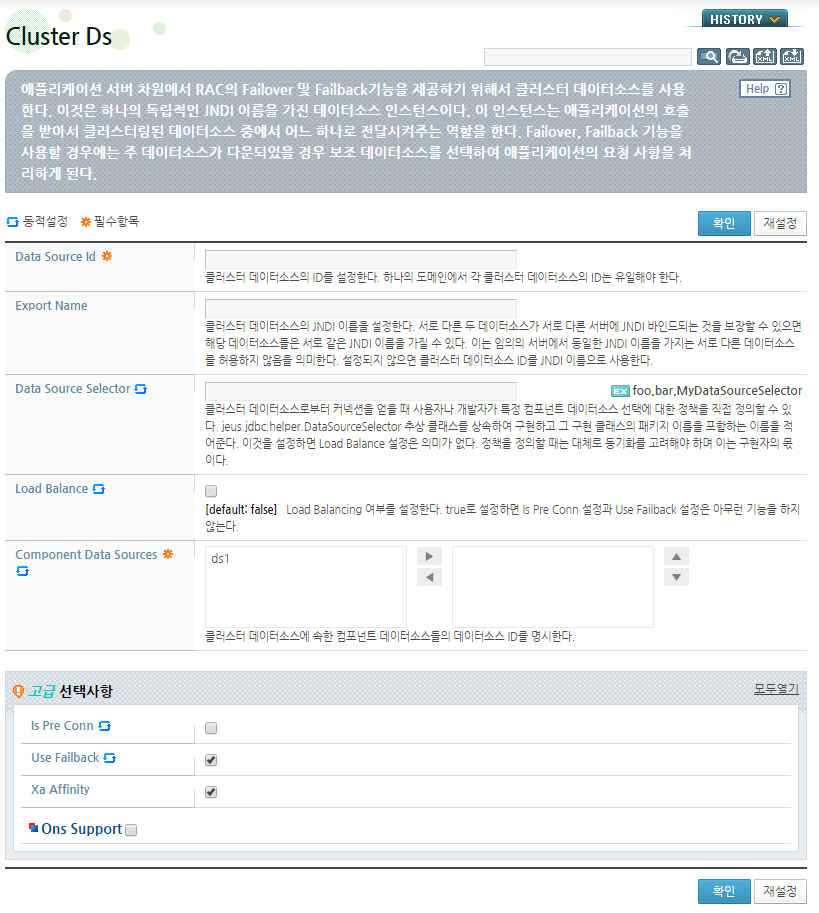 HISTORY
Cluster Ds
Help
애플리케이션 서버 차원에서 RAC의 Failover 및 Failback기능을 제공하기 위해서 클러스터 데이터소스를 사용
한다. 이것은 하나의 독립적인 JNDI 이름을 가진 데이터소스 인스턴스이다. 이 인스턴스는 애플리케이션의 호출
을 받아서 클러스터링된 데이터소스 중에서 어느 하나로 전달시켜주는 역할을 한다. Failover, Failback 기능을
사용할 경우에는 주 데이터소스가 다운되었을 경우 보조 데이터소스를 선택하여 애플리케이션의 요청 사항을 처
리하게 된다.
동적설정 필수항목
확인 재설정
Data Source Id
클러스터 데이터소스의 ID를 설정한다. 하나의 도메인에서 각 클러스터 데이터소스의 ID는 유일해야 한다.
Export Name
클러스터 데이터소스의 JNDI 이름을 설정한다. 서로 다른 두 데이터소스가 서로 다른 서버에 JNDI 바인드되는 것을 보장할 수 있으면
해당 데이터소스들은 서로 같은 JNDI 이름을 가질 수 있다. 이는 임의의 서버에서 동일한 JNDI 이름을 가지는 서로 다른 데이터소스
를 허용하지 않음을 의미한다. 설정되지 않으면 클러스터 데이터소스 ID를 JNDI 이름으로 사용한다.
Data Source Selector
EX foo.bar.MyDataSourceSelector
클러스터 데이터소스로부터 커넥션을 얻을 때 사용자나 개발자가 특정 컴포넌트 데이터소스 선택에 대한 정책을 직접 정의할 수 있
다. jeus.jdbc.helper.DataSourceSelector 추상 클래스를 상속하여 구현하고 그 구현 클래스의 패키지 이름을 포함하는 이름을 적
어준다. 이것을 설정하면 Load Balance 설정은 의미가 없다. 정책을 정의할 때는 대체로 동기화를 고려해야 하며 이는 구현자의 몫
이다.
Load Balance
[default: false] Load Balancing 여부를 설정한다. true로 설정하면 Is Pre Conn 설정과 Use Failback 설정은 아무런 기능을 하지
않는다.
Component Data Sources
ds1
클러스터 데이터소스에 속한 컴포넌트 데이터소스들의 데이터소스 ID를 명시한다.
고급 선택사항
모두열기
Is Pre Conn
Use Failback
Xa Affinity
Ons Support
확인 재설정